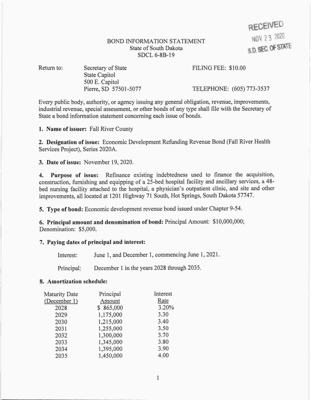 RECEIVED
NOV 23 2020
S.D. SEC. OF STATE
BOND INFORMATION STATEMENT
State of South Dakota
SDCL 6-8B-19
Return to: Secretary of State FILING FEE: $10.00
State Capitol
500 E. Capitol
Pierre, SD 57501-5077 TELEPHONE: (605) 773-3537
Every public body, authority, or agency issuing any general obligation, revenue, improvements,
industrial revenue, special assessment, or other bonds of any type shall file with the Secretary of
State a bond information statement concerning each issue of bonds.
1. Name of issuer: Fall River County
2. Designation of issue: Economic Development Refunding Revenue Bond (Fall River Health
Services Project), Series 2020A.
3. Date of issue: November 19, 2020.
4. Purpose of issue: Refinance existing indebtedness used to finance the acquisition,
construction, furnishing and equipping of a 25-bed hospital facility and ancillary services, a 48-
bed nursing facility attached to the hospital, a physician's outpatient clinic, and site and other
improvements, all located at 1201 Highway 71 South, Hot Springs, South Dakota 57747.
5. Type of bond: Economic development revenue bond issued under Chapter 9-54.
6. Principal amount and denomination of bond: Principal Amount: $10,000,000;
Denomination: $5,000.
7. Paying dates of principal and interest:
Interest: June 1, and December 1, commencing June 1, 2021.
Principal: December 1 in the years 2028 through 2035.
8. Amortization schedule:
Maturity Date Principal Interest
(December 1) Amount Rate
2028 $ 865,000 3.20%
2029 1,175,000 3.30
2030 1,215,000 3.40
2031 1,255,000 3.50
2032 1,300,000 3.70
2033 1,345,000 3.80
2034 1,395,000 3.90
2035 1,450,000 4.00
1